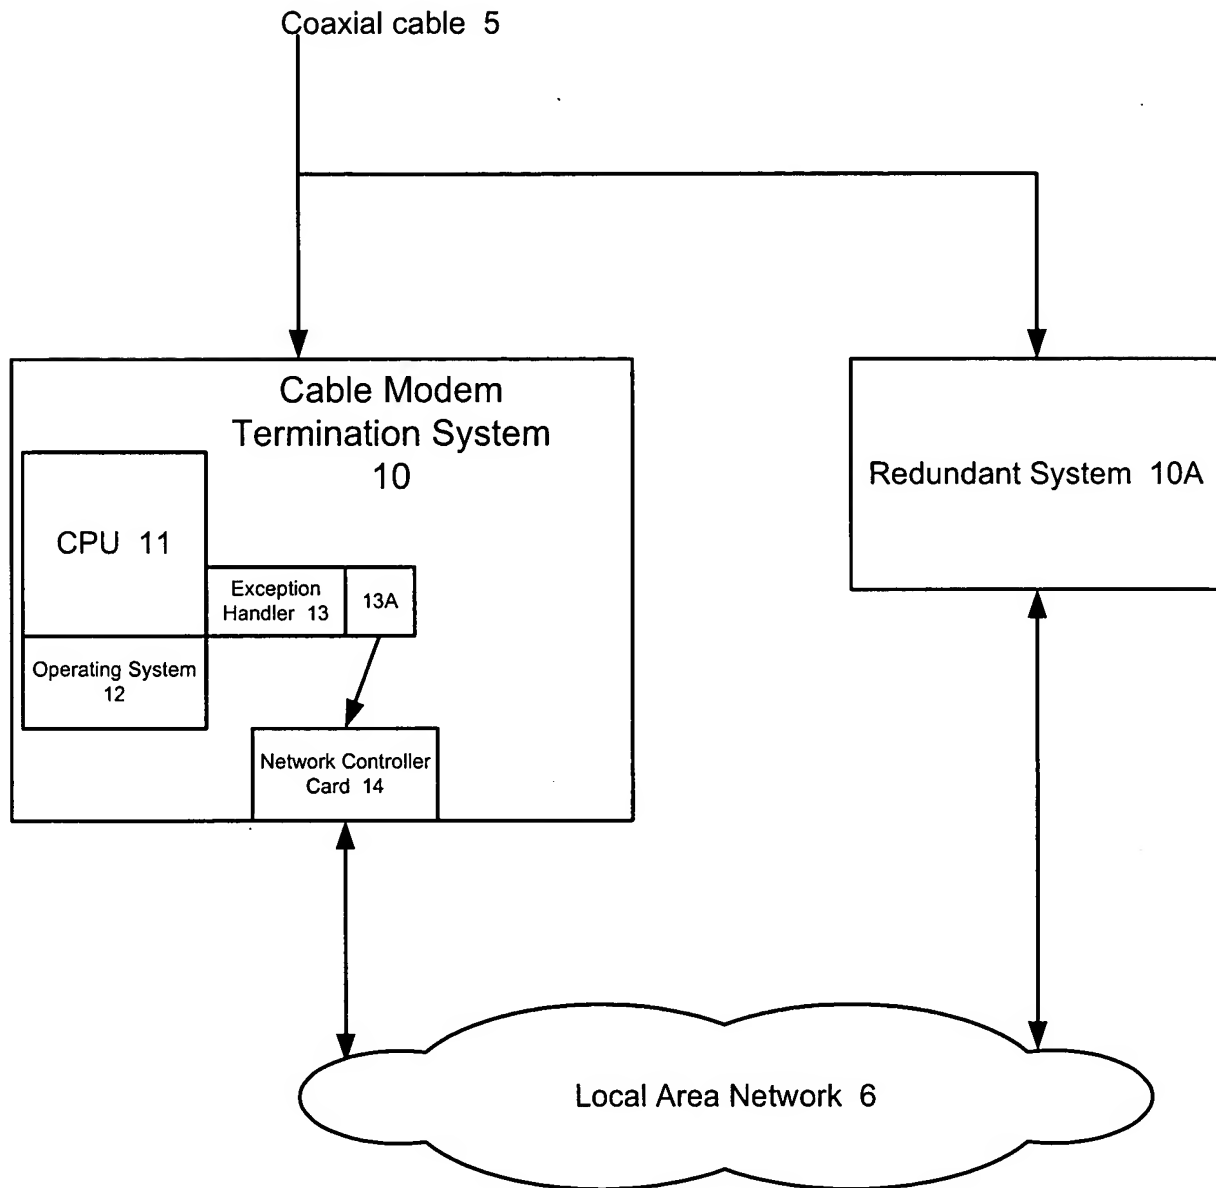 Coaxial cable 5
Cable Modem
Termination System
10
Redundant System 10A
CPU 11
Exception
Handler 13
13A
Operating System
12
Network Controller
Card 14
Local Area Network 6